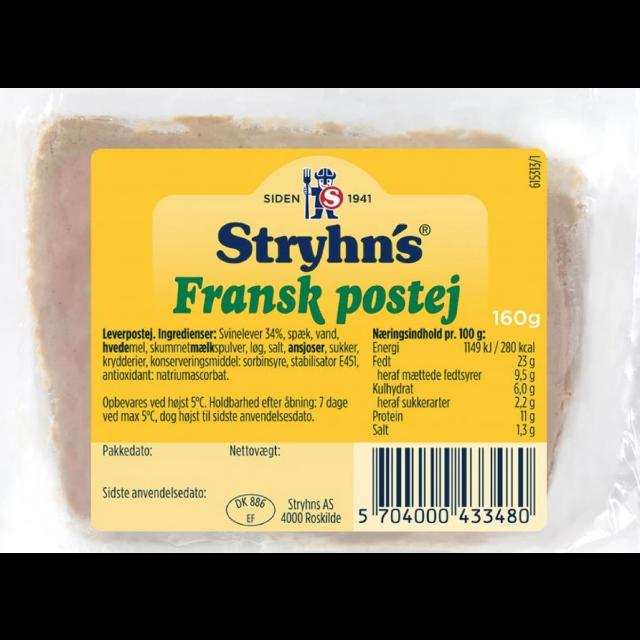 615313/1
SIDEN S 1941
Stryhn's®
Fransk postej
160g
Leverpostej. Ingredienser: Svinelever 34%, spæk, vand,
hvedemel, skummetmælkspulver, løg, salt, ansjoser, sukker,
krydderier, konserveringsmiddel: sorbinsyre, stabilisator E451,
antioxidant: natriumascorbat.
Opbevares ved højst 5°C. Holdbarhed efter åbning: 7 dage
ved max 5°C, dog højst til sidste anvendelsesdato.
Næringsindhold pr. 100 g:
Energi 1149 kJ / 280 kcal
Fedt 23 g
heraf mættede fedtsyrer 9,5 g
Kulhydrat 6,0 g
heraf sukkerarter 2,2 g
Protein 11 g
Salt 1,3 g
Pakkedato: Nettovægt:
Sidste anvendelsesdato:
DK 886
EF
Stryhns AS
4000 Roskilde
5 704000 433480